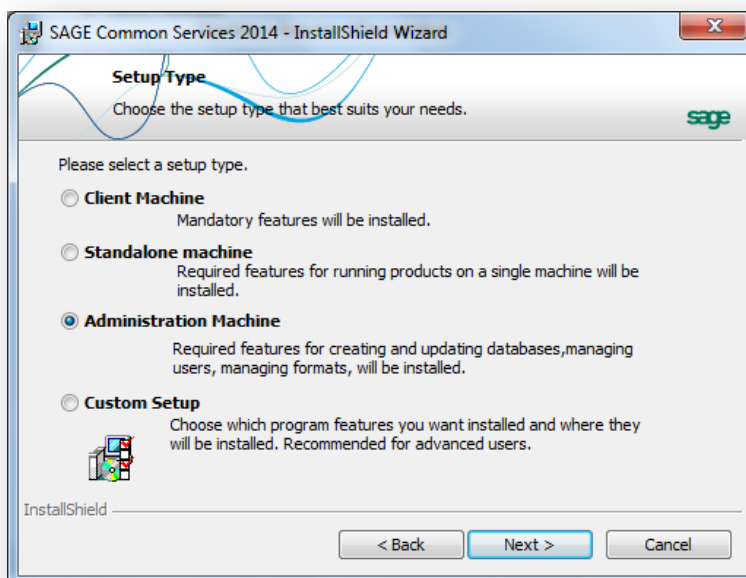 SAGE Common Services 2014 - InstallShield Wizard
Setup Type
Choose the setup type that best suits your needs.
sage
Please select a setup type.
Client Machine
Mandatory features will be installed.
Standalone machine
Required features for running products on a single machine will be
installed.
Administration Machine
Required features for creating and updating databases,managing
users, managing formats, will be installed.
Custom Setup
Choose which program features you want installed and where they
will be installed. Recommended for advanced users.
InstallShield
< Back
Next >
Cancel